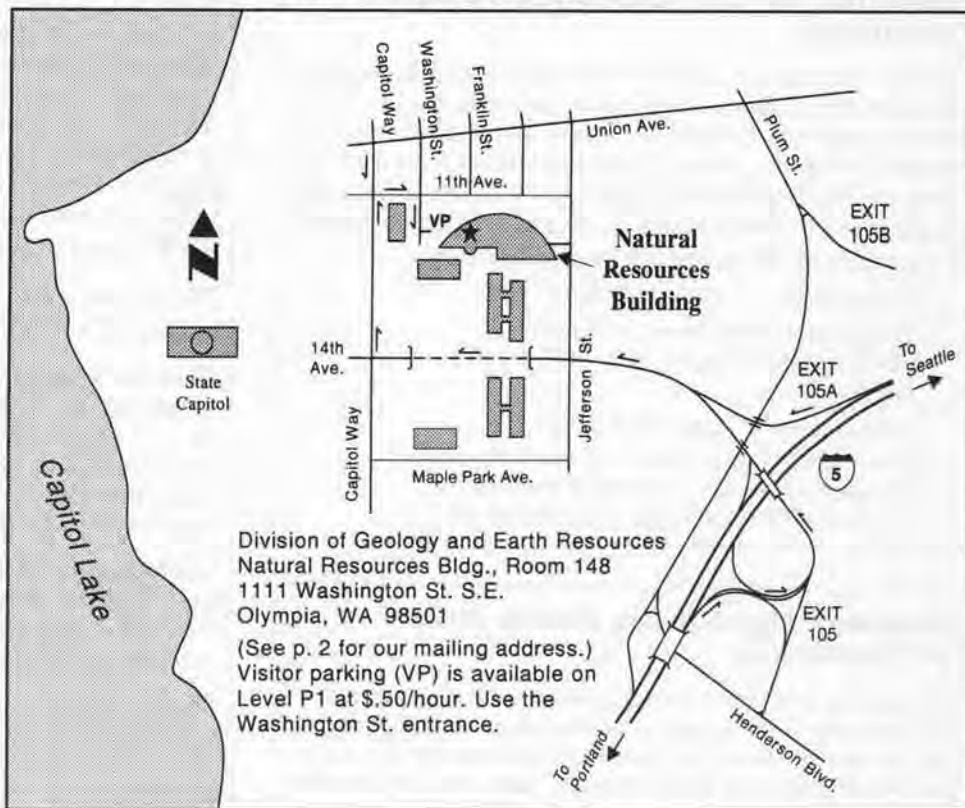 Capitol Way
Washington St.
Franklin St.
Union Ave.
Plum St.
11th Ave.
EXIT
105B
VP
Natural
Resources
Building
N
State
Capitol
14th
Ave.
Jefferson St.
EXIT
105A
To
Seattle
5
Capitol Way
Maple Park Ave.
Capitol Lake
Division of Geology and Earth Resources
Natural Resources Bldg., Room 148
1111 Washington St. S.E.
Olympia, WA 98501
(See p. 2 for our mailing address.)
Visitor parking (VP) is available on
Level P1 at $.50/hour. Use the
Washington St. entrance.
EXIT
105
Henderson Blvd.
To
Portland